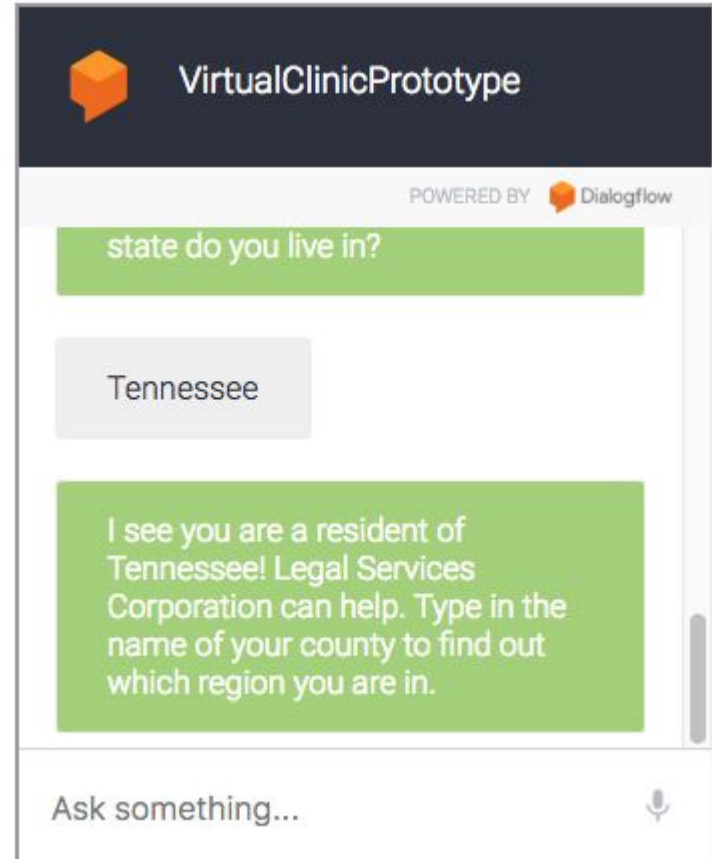 VirtualClinicPrototype
POWERED BY Dialogflow
state do you live in?
Tennessee
I see you are a resident of
Tennessee! Legal Services
Corporation can help. Type in the
name of your county to find out
which region you are in.
Ask something...